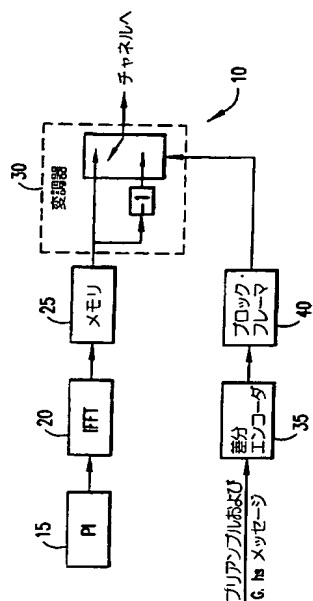 10
チャネルへ
30
変調器
－1
25
メモリ
20
IFFT
15
PI
40
ブロック・
フレーマ
35
差分
エンコーダ
プリアンブルおよび
G. hs メッセージ